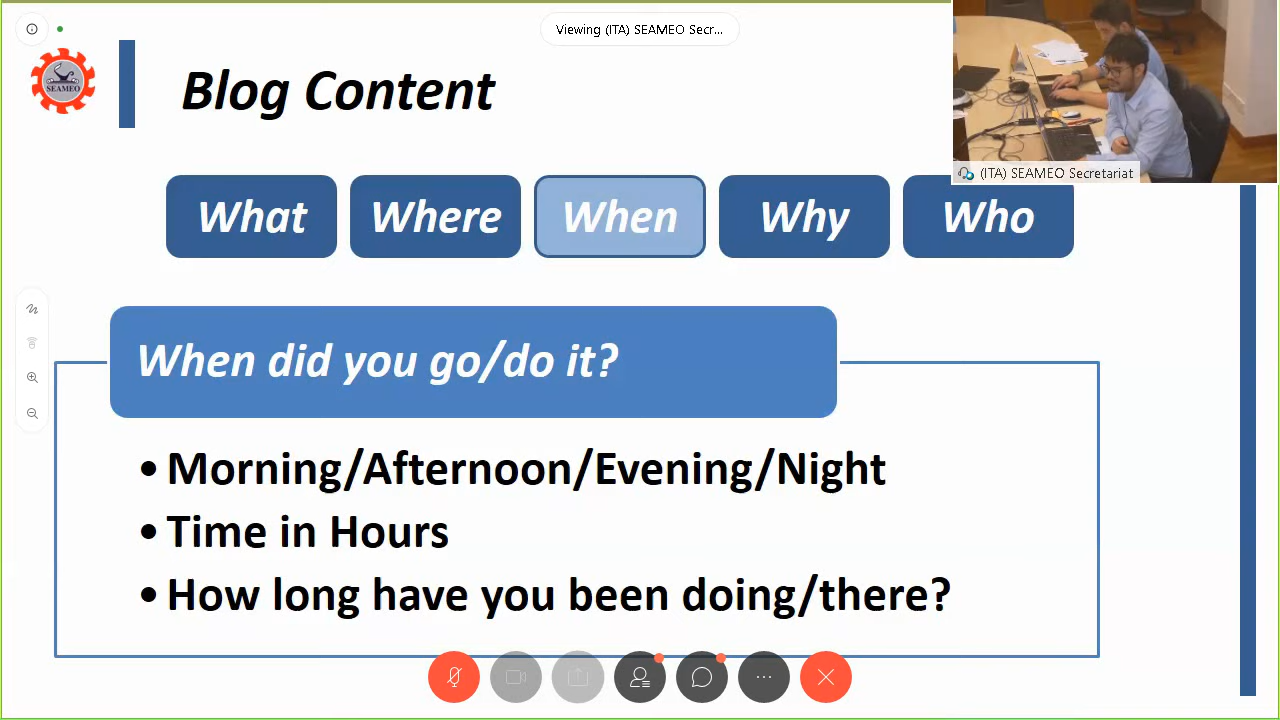 Viewing (ITA) SEAMEO Secr...
SEAMEO
Blog Content
(ITA) SEAMEO Secretariat
What Where When Why Who
When did you go/do it?
• Morning/Afternoon/Evening/Night
• Time in Hours
• How long have you been doing/there?